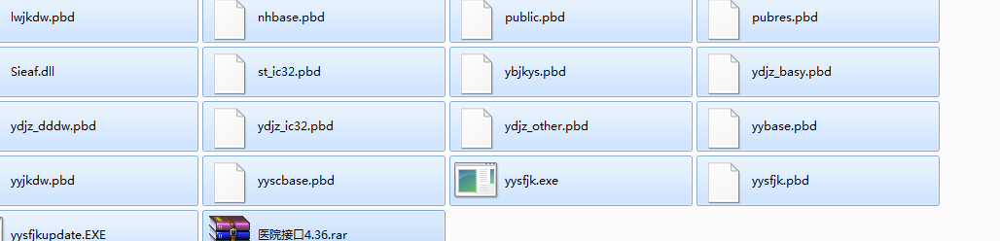 lwjkdw.pbd nhbase.pbd public.pbd pubres.pbd
Sieaf.dll st_ic32.pbd ybjkys.pbd ydjz_basy.pbd
ydjz_dddw.pbd ydjz_ic32.pbd ydjz_other.pbd yybase.pbd
yyjkdw.pbd yyscbase.pbd yysfjk.exe yysfjk.pbd
yysfjkupdate.EXE 医院接口4.36.rar